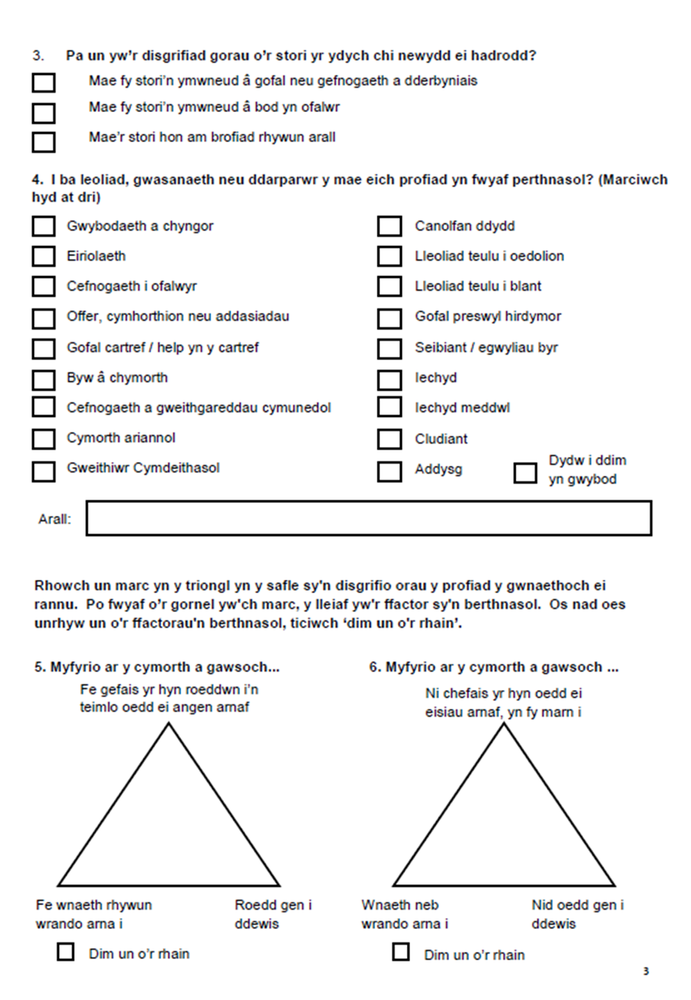 3. Pa un yw’r disgrifiad gorau o’r stori yr ydych chi newydd ei hadrodd?
Mae fy stori’n ymwneud â gofal neu gefnogaeth a dderbyniais
Mae fy stori’n ymwneud â bod yn ofalwr
Mae’r stori hon am brofiad rhywun arall
4. I ba leoliad, gwasanaeth neu ddarparwr y mae eich profiad yn fwyaf perthnasol? (Marciwch
hyd at dri)
Gwybodaeth a chyngor
Eiriolaeth
Cefnogaeth i ofalwyr
Offer, cymhorthion neu addasiadau
Gofal cartref / help yn y cartref
Byw â chymorth
Cefnogaeth a gweithgareddau cymunedol
Cymorth ariannol
Gweithiwr Cymdeithasol
Canolfan ddydd
Lleoliad teulu i oedolion
Lleoliad teulu i blant
Gofal preswyl hirdymor
Seibiant / egwyliau byr
Iechyd
Iechyd meddwl
Cludiant
Addysg
Dydw i ddim
yn gwybod
Arall:
Rhowch un marc yn y triongl yn y safle sy'n disgrifio orau y profiad y gwnaethoch ei
rannu. Po fwyaf o’r gornel yw'ch marc, y lleiaf yw'r ffactor sy'n berthnasol. Os nad oes
unrhyw un o'r ffactorau'n berthnasol, ticiwch ‘dim un o'r rhain’.
5. Myfyrio ar y cymorth a gawsoch...
Fe gefais yr hyn roeddwn i’n
teimlo oedd ei angen arnaf
Fe wnaeth rhywun
wrando arna i
Roedd gen i
ddewis
Dim un o’r rhain
6. Myfyrio ar y cymorth a gawsoch ...
Ni chefais yr hyn oedd ei
eisiau arnaf, yn fy marn i
Wnaeth neb
wrando arna i
Nid oedd gen i
ddewis
Dim un o’r rhain
3